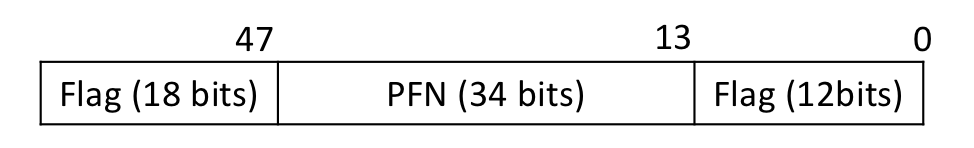 47 13 0
Flag (18 bits) PFN (34 bits) Flag (12bits)